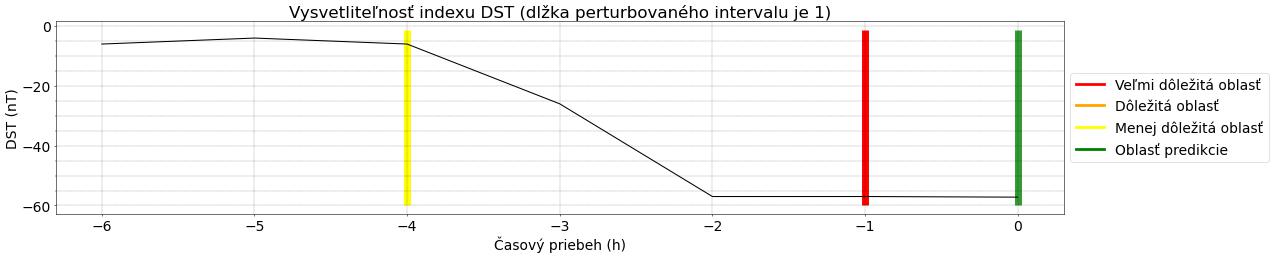 Vysvetliteľnosť indexu DST (dĺžka perturbovaného intervalu je 1)
DST (nT)
0
−20
−40
−60
−6 −5 −4 −3 −2 −1 0
Časový priebeh (h)
Veľmi dôležitá oblasť
Dôležitá oblasť
Menej dôležitá oblasť
Oblasť predikcie